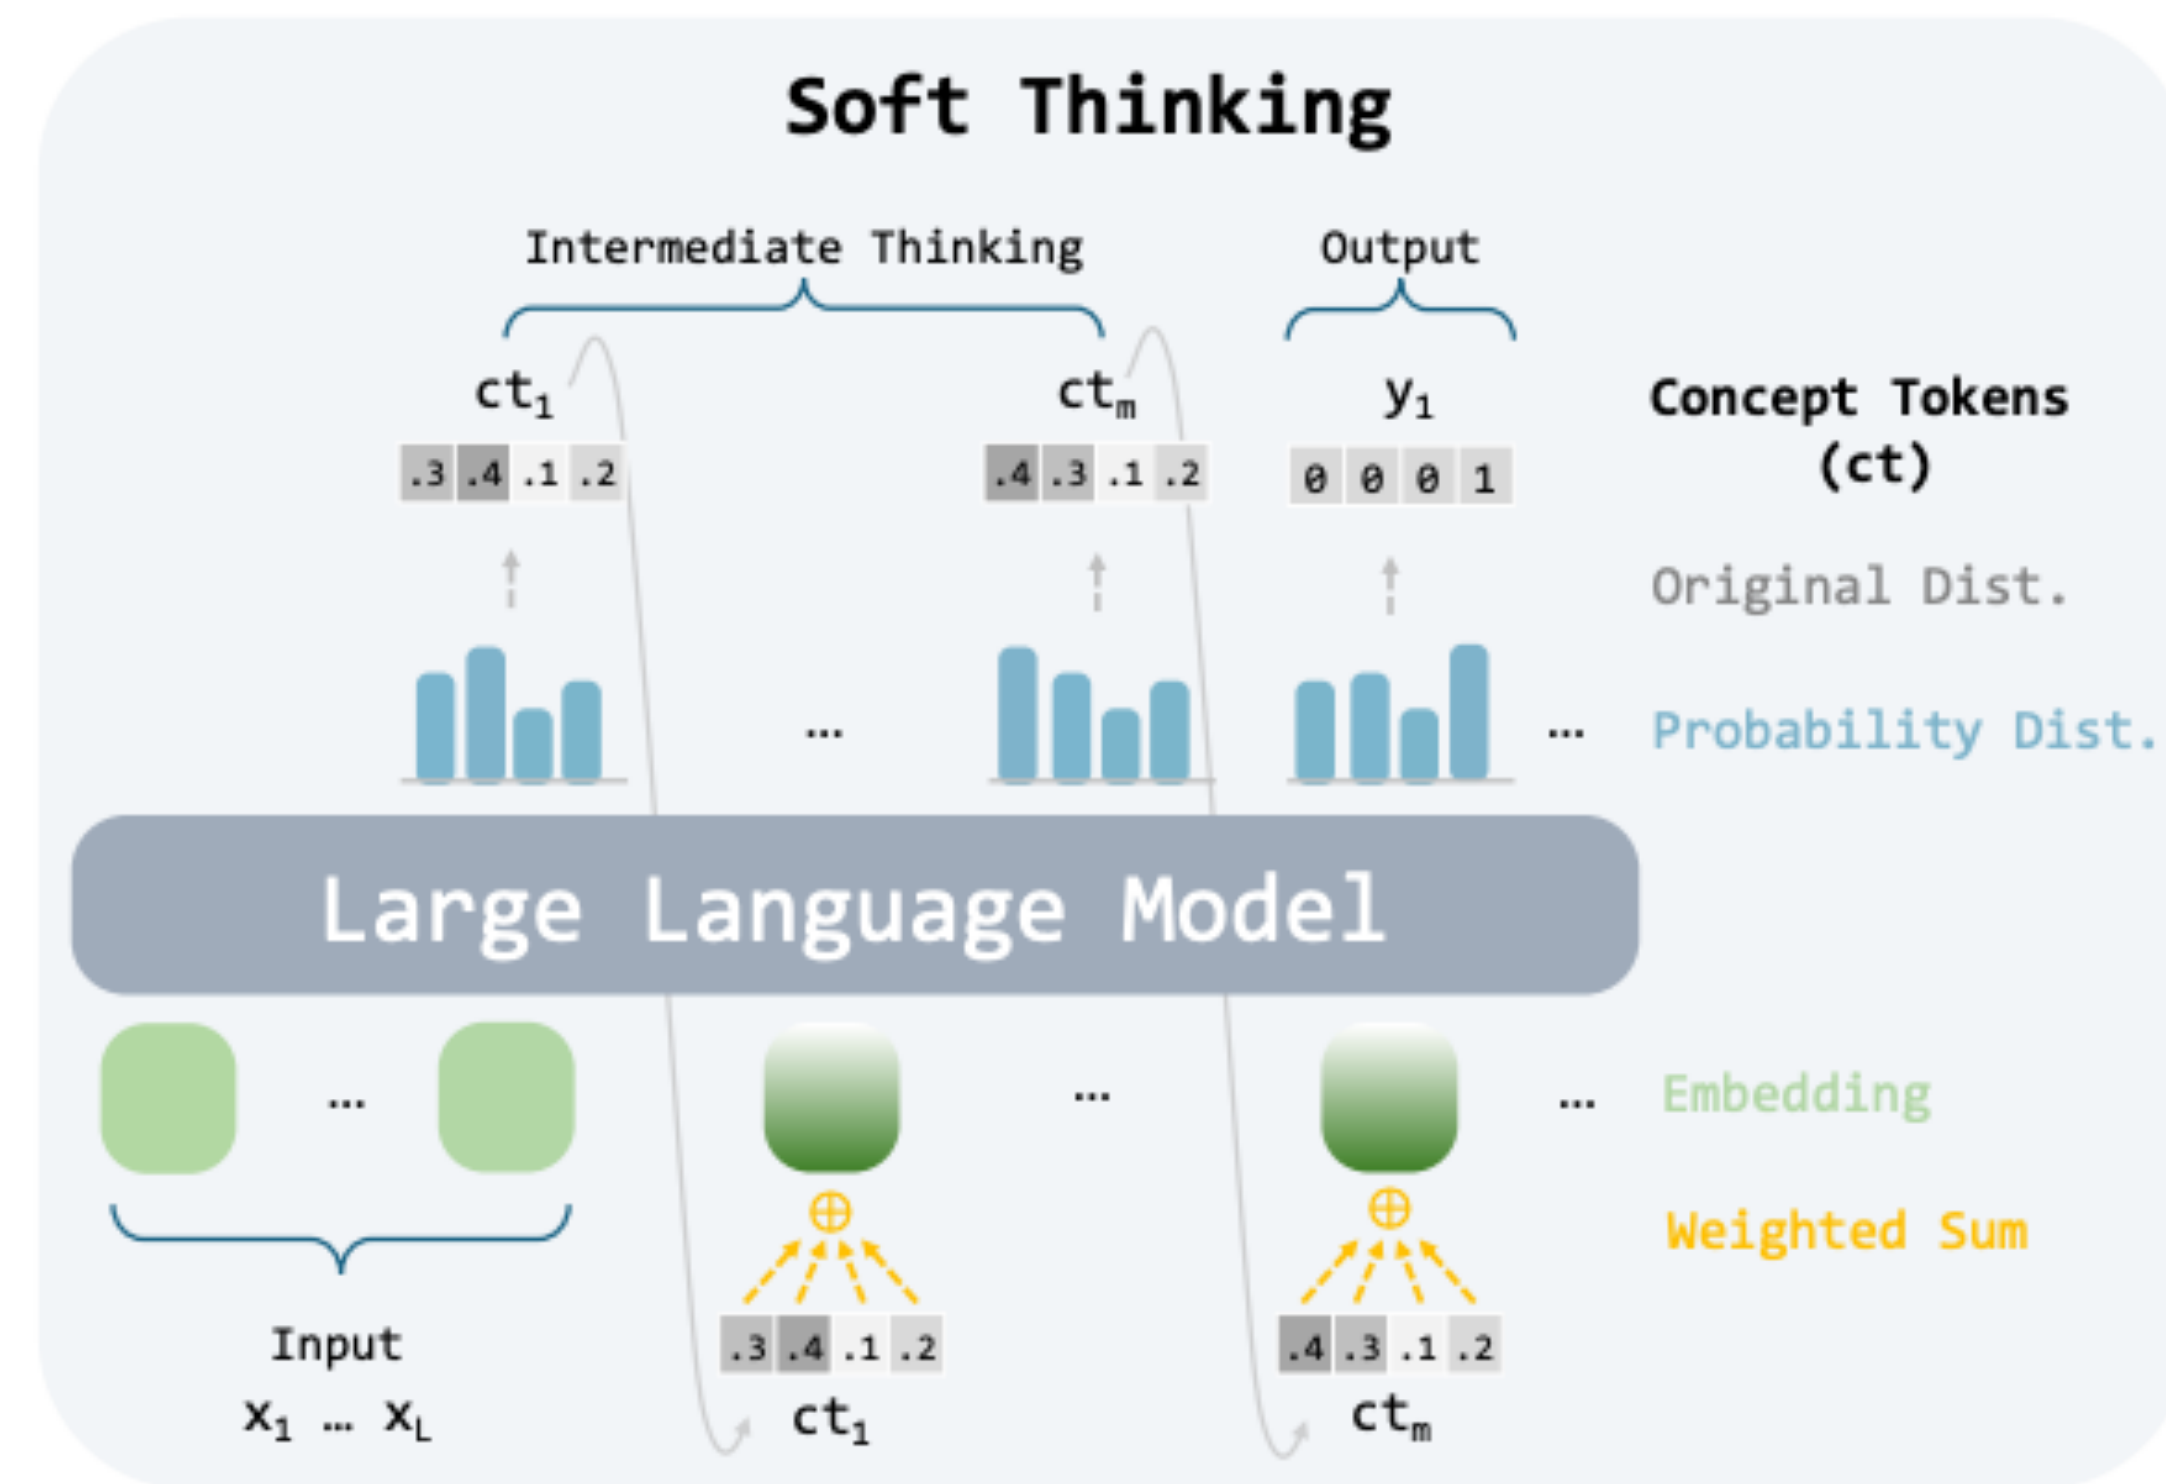 Soft Thinking
Intermediate Thinking
Output
ct₁
ctₘ
y₁
Concept Tokens
(ct)
.3 .4 .1 .2
.4 .3 .1 .2
0 0 0 1
Original Dist.
...
...
Probability Dist.
Large Language Model
...
...
...
Embedding
Weighted Sum
Input
x₁ … x_L
.3 .4 .1 .2
.4 .3 .1 .2
ct₁
ctₘ